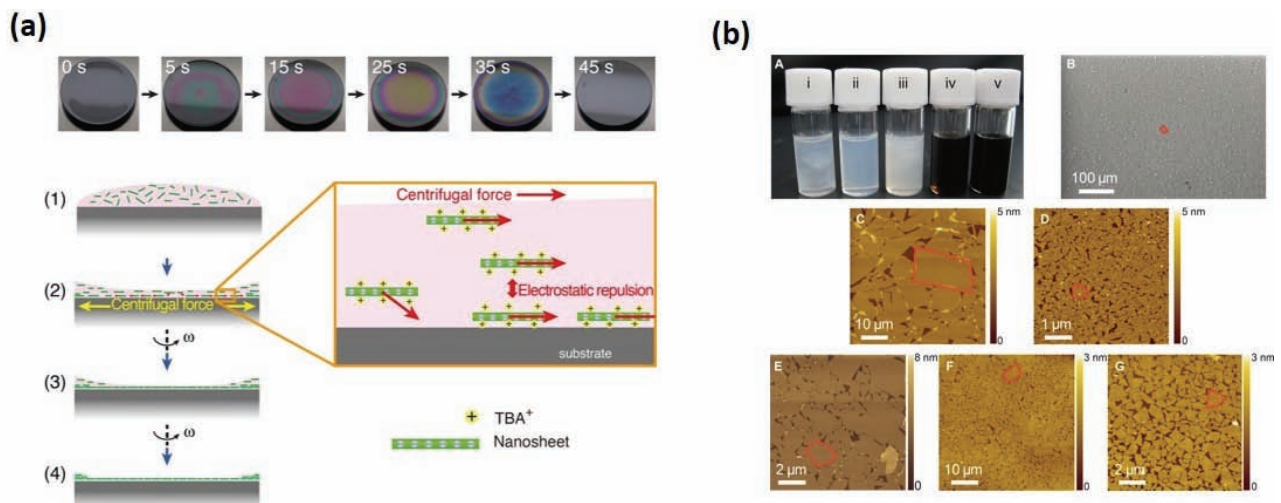 (a)
0 s 5 s 15 s 25 s 35 s 45 s
(1)
(2)
Centrifugal force
ω
(3)
ω
(4)
Centrifugal force
Electrostatic repulsion
substrate
+ TBA+
Nanosheet
(b)
A
i ii iii iv v
B
100 µm
C
10 µm
5 nm
0
D
1 µm
5 nm
0
E
2 µm
8 nm
0
F
10 µm
3 nm
0
G
2 µm
3 nm
0